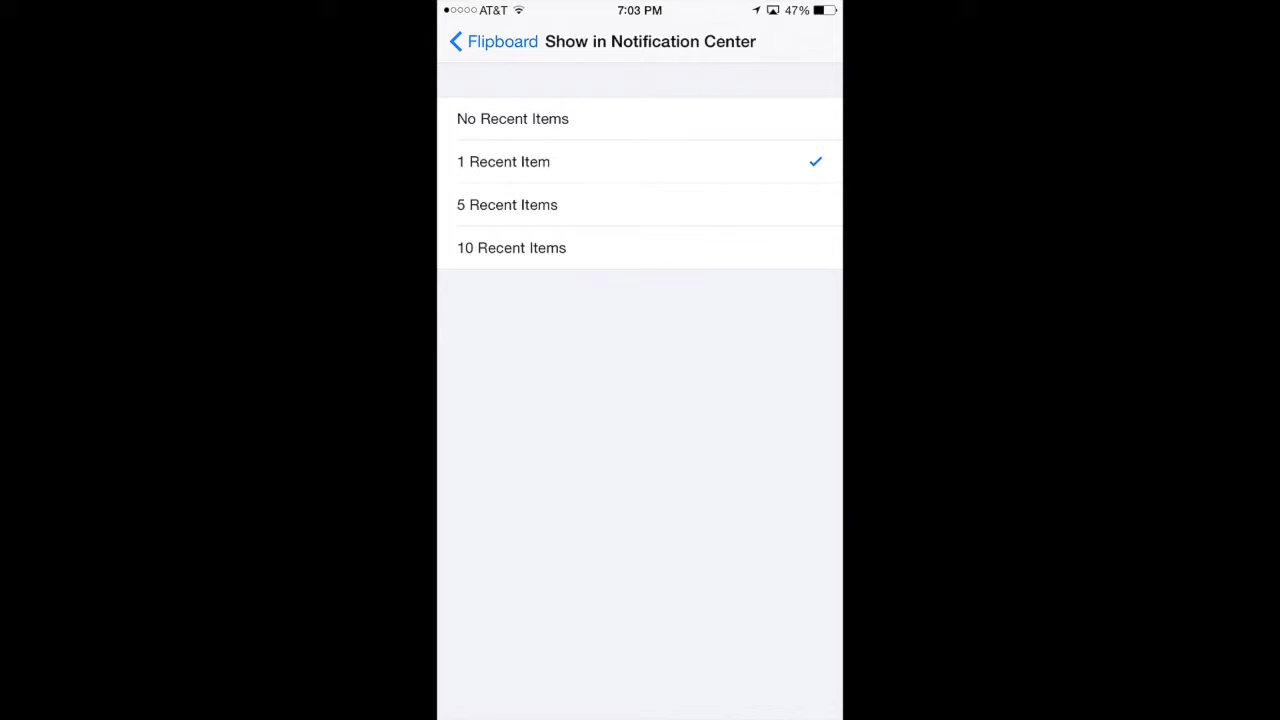 AT&T 7:03 PM 47%
Flipboard Show in Notification Center
No Recent Items
1 Recent Item
5 Recent Items
10 Recent Items